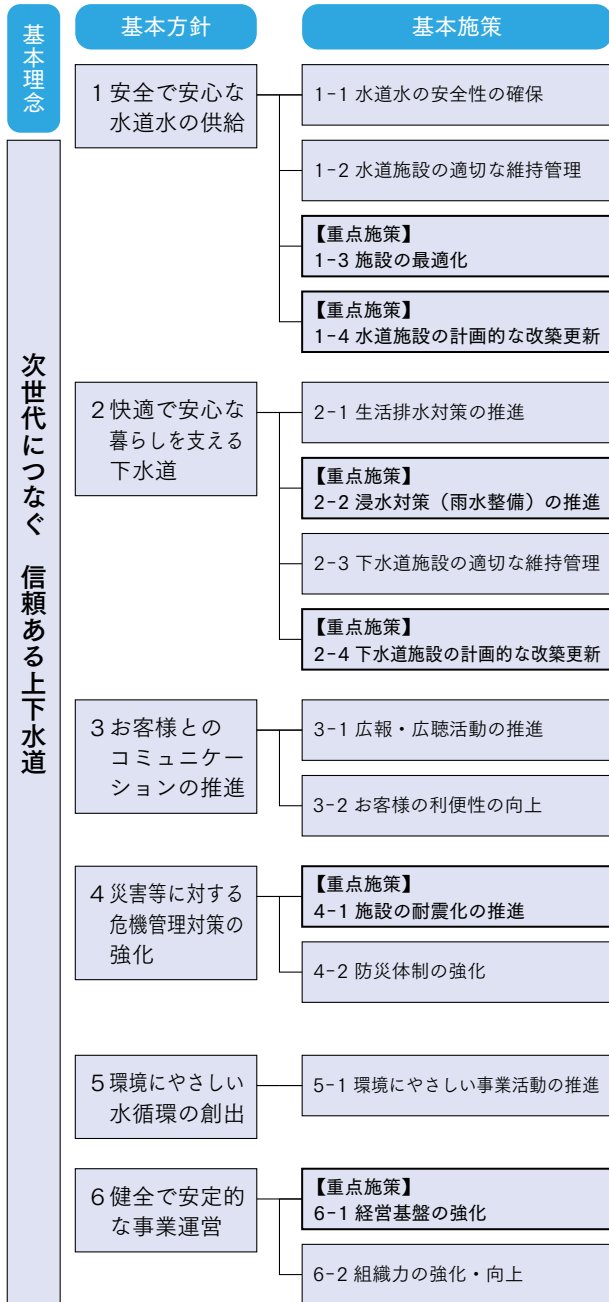 基本理念
基本方針
基本施策
次世代につなぐ 信頼ある上下水道
1 安全で安心な
水道水の供給
1-1 水道水の安全性の確保
1-2 水道施設の適切な維持管理
【重点施策】
1-3 施設の最適化
【重点施策】
1-4 水道施設の計画的な改築更新
2 快適で安心な
暮らしを支える
下水道
2-1 生活排水対策の推進
【重点施策】
2-2 浸水対策（雨水整備）の推進
2-3 下水道施設の適切な維持管理
【重点施策】
2-4 下水道施設の計画的な改築更新
3 お客様との
コミュニケー
ションの推進
3-1 広報・広聴活動の推進
3-2 お客様の利便性の向上
4 災害等に対する
危機管理対策の
強化
【重点施策】
4-1 施設の耐震化の推進
4-2 防災体制の強化
5 環境にやさしい
水循環の創出
5-1 環境にやさしい事業活動の推進
6 健全で安定的
な事業運営
【重点施策】
6-1 経営基盤の強化
6-2 組織力の強化・向上